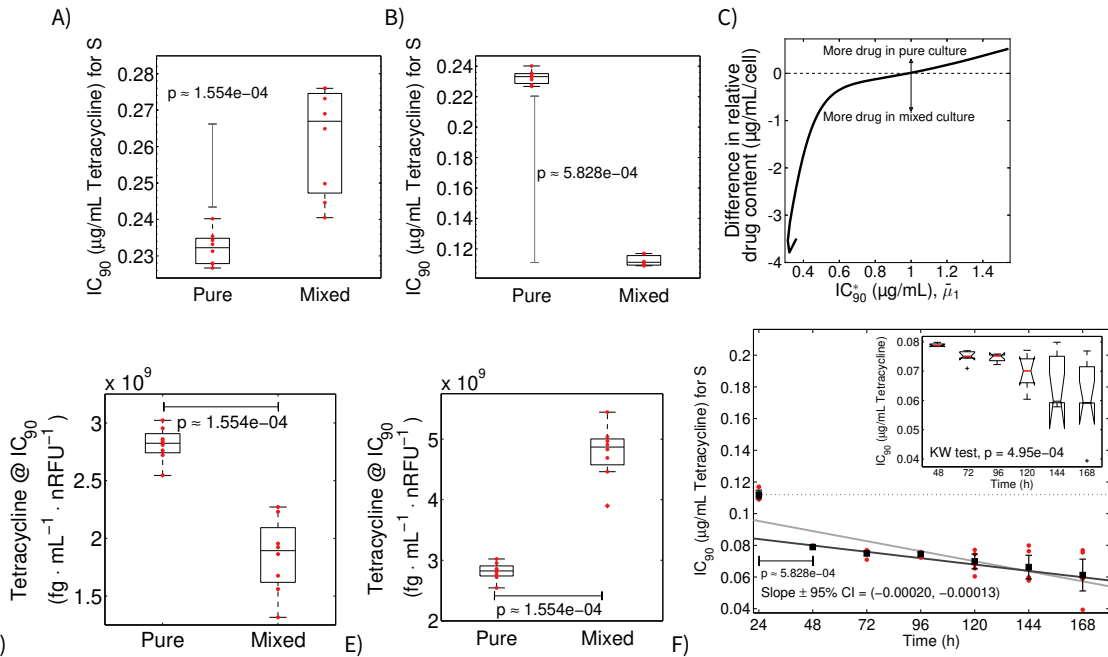 A)
IC90 (µg/mL Tetracycline) for S
0.28
0.27
0.26
0.25
0.24
0.23
p ≈ 1.554e−04
Pure
Mixed
B)
IC90 (µg/mL Tetracycline) for S
0.24
0.22
0.2
0.18
0.16
0.14
0.12
p ≈ 5.828e−04
Pure
Mixed
C)
Difference in relative
drug content (µg/mL/cell)
0
-1
-2
-3
-4
More drug in pure culture
More drug in mixed culture
0.4
0.6
0.8
1
1.2
1.4
IC*90 (µg/mL), μ̄1
)
Tetracycline @ IC90
(fg · mL−1 · nRFU−1)
x 10^9
3
2.5
2
1.5
p ≈ 1.554e−04
Pure
Mixed
E)
Tetracycline @ IC90
(fg · mL−1 · nRFU−1)
x 10^9
6
5
4
3
2
p ≈ 1.554e−04
Pure
Mixed
F)
IC90 (µg/mL Tetracycline) for S
0.2
0.18
0.16
0.14
0.12
0.1
0.08
0.06
0.04
p ≈ 5.828e−04
Slope ± 95% CI = (−0.00020, −0.00013)
24
48
72
96
120
144
168
Time (h)
IC90 (µg/mL Tetracycline)
0.08
0.07
0.06
0.05
0.04
KW test, p = 4.95e−04
48
72
96
120
144
168
Time (h)